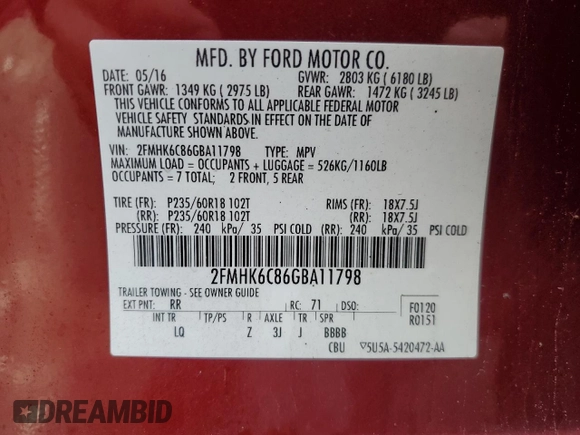 MFD. BY FORD MOTOR CO.
DATE: 05/16 GVWR: 2803 KG ( 6180 LB)
FRONT GAWR: 1349 KG ( 2975 LB) REAR GAWR: 1472 KG ( 3245 LB)
THIS VEHICLE CONFORMS TO ALL APPLICABLE FEDERAL MOTOR
VEHICLE SAFETY STANDARDS IN EFFECT ON THE DATE OF
MANUFACTURE SHOWN ABOVE.
VIN: 2FMHK6C86GBA11798 TYPE: MPV
MAXIMUM LOAD = OCCUPANTS + LUGGAGE = 526KG/1160LB
OCCUPANTS = 7 TOTAL; 2 FRONT, 5 REAR
TIRE (FR): P235/60R18 102T RIMS (FR): 18X7.5J
(RR): P235/60R18 102T (RR): 18X7.5J
PRESSURE (FR): 240 kPa/ 35 PSI COLD (RR): 240 kPa/ 35 PSI COLD
2FMHK6C86GBA11798
TRAILER TOWING - SEE OWNER GUIDE
EXT PNT: RR RC: 71 DSO: F0120
INT TR TP/PS R AXLE TR SPR R0151
LQ Z 3J J BBBB
CBU 5U5A-5420472-AA
DREAMBID